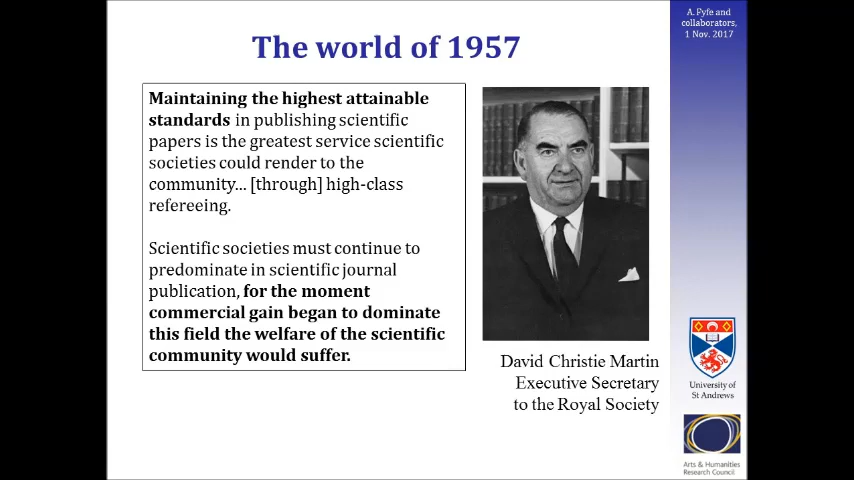 The world of 1957
Maintaining the highest attainable
standards in publishing scientific
papers is the greatest service scientific
societies could render to the
community... [through] high-class
refereeing.
Scientific societies must continue to
predominate in scientific journal
publication, for the moment
commercial gain began to dominate
this field the welfare of the scientific
community would suffer.
David Christie Martin
Executive Secretary
to the Royal Society
A. Fyfe and
collaborators,
1 Nov. 2017
University of
St Andrews
Arts & Humanities
Research Council